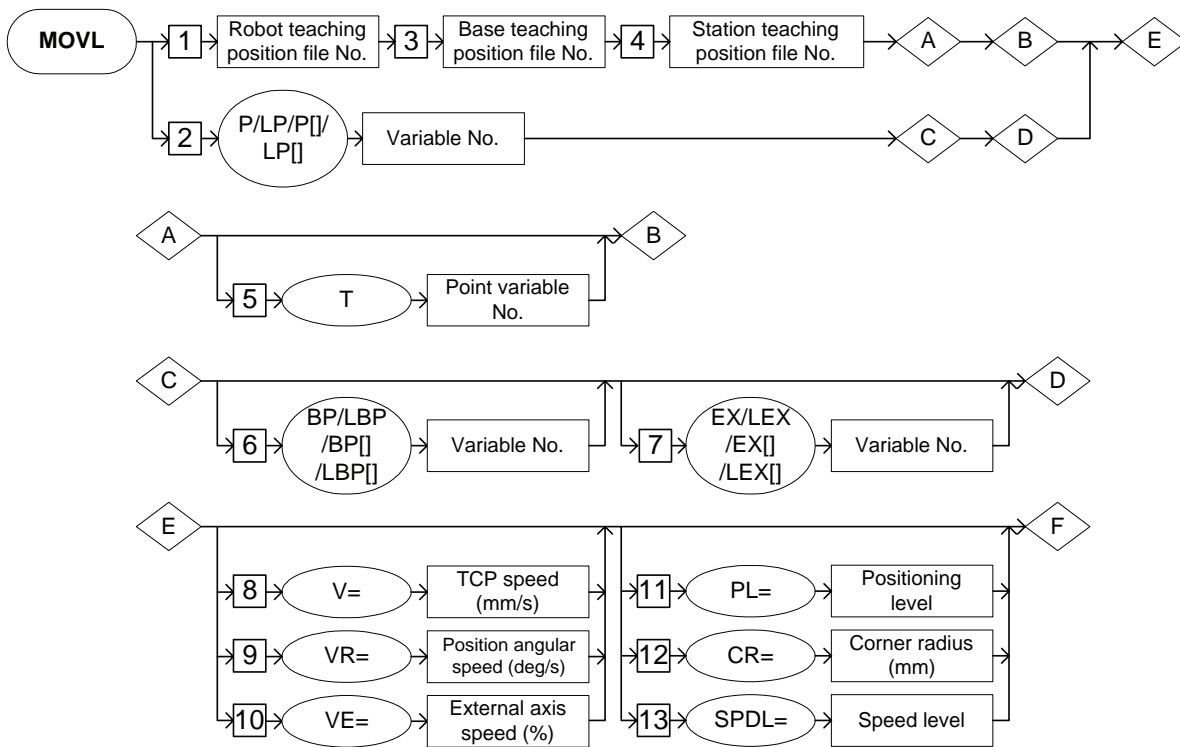 MOVL
1
Robot teaching
position file No.
3
Base teaching
position file No.
4
Station teaching
position file No.
A
B
E
2
P/LP/P[]/
LP[]
Variable No.
C
D
A
B
5
T
Point variable
No.
C
D
6
BP/LBP
/BP[]
/LBP[]
Variable No.
7
EX/LEX
/EX[]
/LEX[]
Variable No.
E
F
8
V=
TCP speed
(mm/s)
11
PL=
Positioning
level
9
VR=
Position angular
speed (deg/s)
12
CR=
Corner radius
(mm)
10
VE=
External axis
speed (%)
13
SPDL=
Speed level